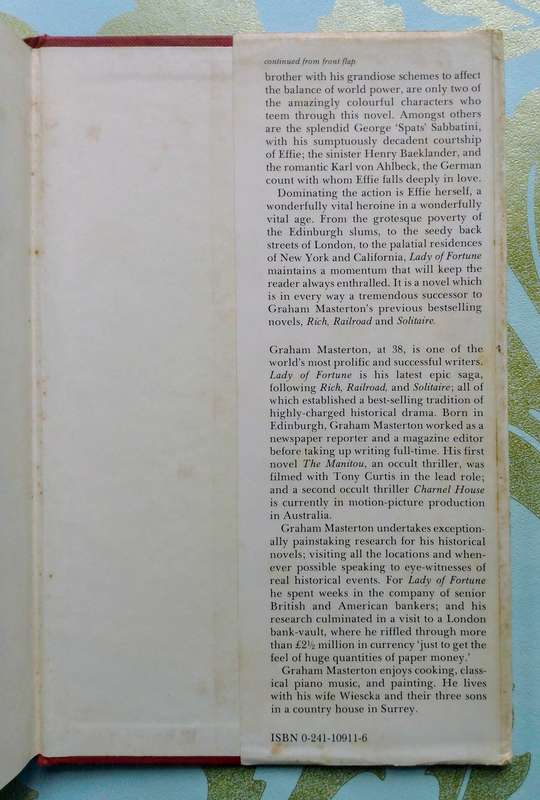 continued from front flap
brother with his grandiose schemes to affect
the balance of world power, are only two of
the amazingly colourful characters who
teem through this novel. Amongst others
are the splendid George 'Spats' Sabbatini,
with his sumptuously decadent courtship
of Effie; the sinister Henry Baeklander, and
the romantic Karl von Ahlbeck, the German
count with whom Effie falls deeply in love.
Dominating the action is Effie herself, a
wonderfully vital heroine in a wonderfully
vital age. From the grotesque poverty of
the Edinburgh slums, to the seedy back
streets of London, to the palatial residences
of New York and California, Lady of Fortune
maintains a momentum that will keep the
reader always enthralled. It is a novel which
is in every way a tremendous successor to
Graham Masterton's previous bestselling
novels, Rich, Railroad and Solitaire.
Graham Masterton, at 38, is one of the
world's most prolific and successful writers.
Lady of Fortune is his latest epic saga,
following Rich, Railroad, and Solitaire; all of
which established a best-selling tradition of
highly-charged historical drama. Born in
Edinburgh, Graham Masterton worked as a
newspaper reporter and a magazine editor
before taking up writing full-time. His first
novel The Manitou, an occult thriller, was
filmed with Tony Curtis in the lead role;
and a second occult thriller Charnel House
is currently in motion-picture production
in Australia.
Graham Masterton undertakes exception-
ally painstaking research for his historical
novels; visiting all the locations and when-
ever possible speaking to eye-witnesses of
real historical events. For Lady of Fortune
he spent weeks in the company of senior
British and American bankers; and his
research culminated in a visit to a London
bank-vault, where he riffled through more
than £2½ million in currency 'just to get the
feel of huge quantities of paper money.'
Graham Masterton enjoys cooking, class-
ical piano music, and painting. He lives
with his wife Wiescka and their three sons
in a country house in Surrey.
ISBN 0-241-10911-6